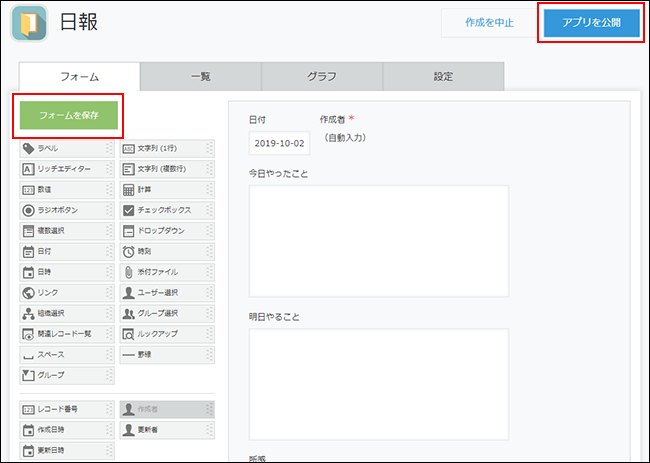 日報
作成を中止
アプリを公開
フォーム
一覧
グラフ
設定
フォームを保存
ラベル
文字列 (1行)
リッチエディター
文字列 (複数行)
数値
計算
ラジオボタン
チェックボックス
複数選択
ドロップダウン
日付
時刻
日時
添付ファイル
リンク
ユーザー選択
組織選択
グループ選択
関連レコード一覧
ルックアップ
スペース
罫線
グループ
レコード番号
作成者
作成日時
更新者
更新日時
日付
作成者 *
2019-10-02
(自動入力)
今日やったこと
明日やること
所感